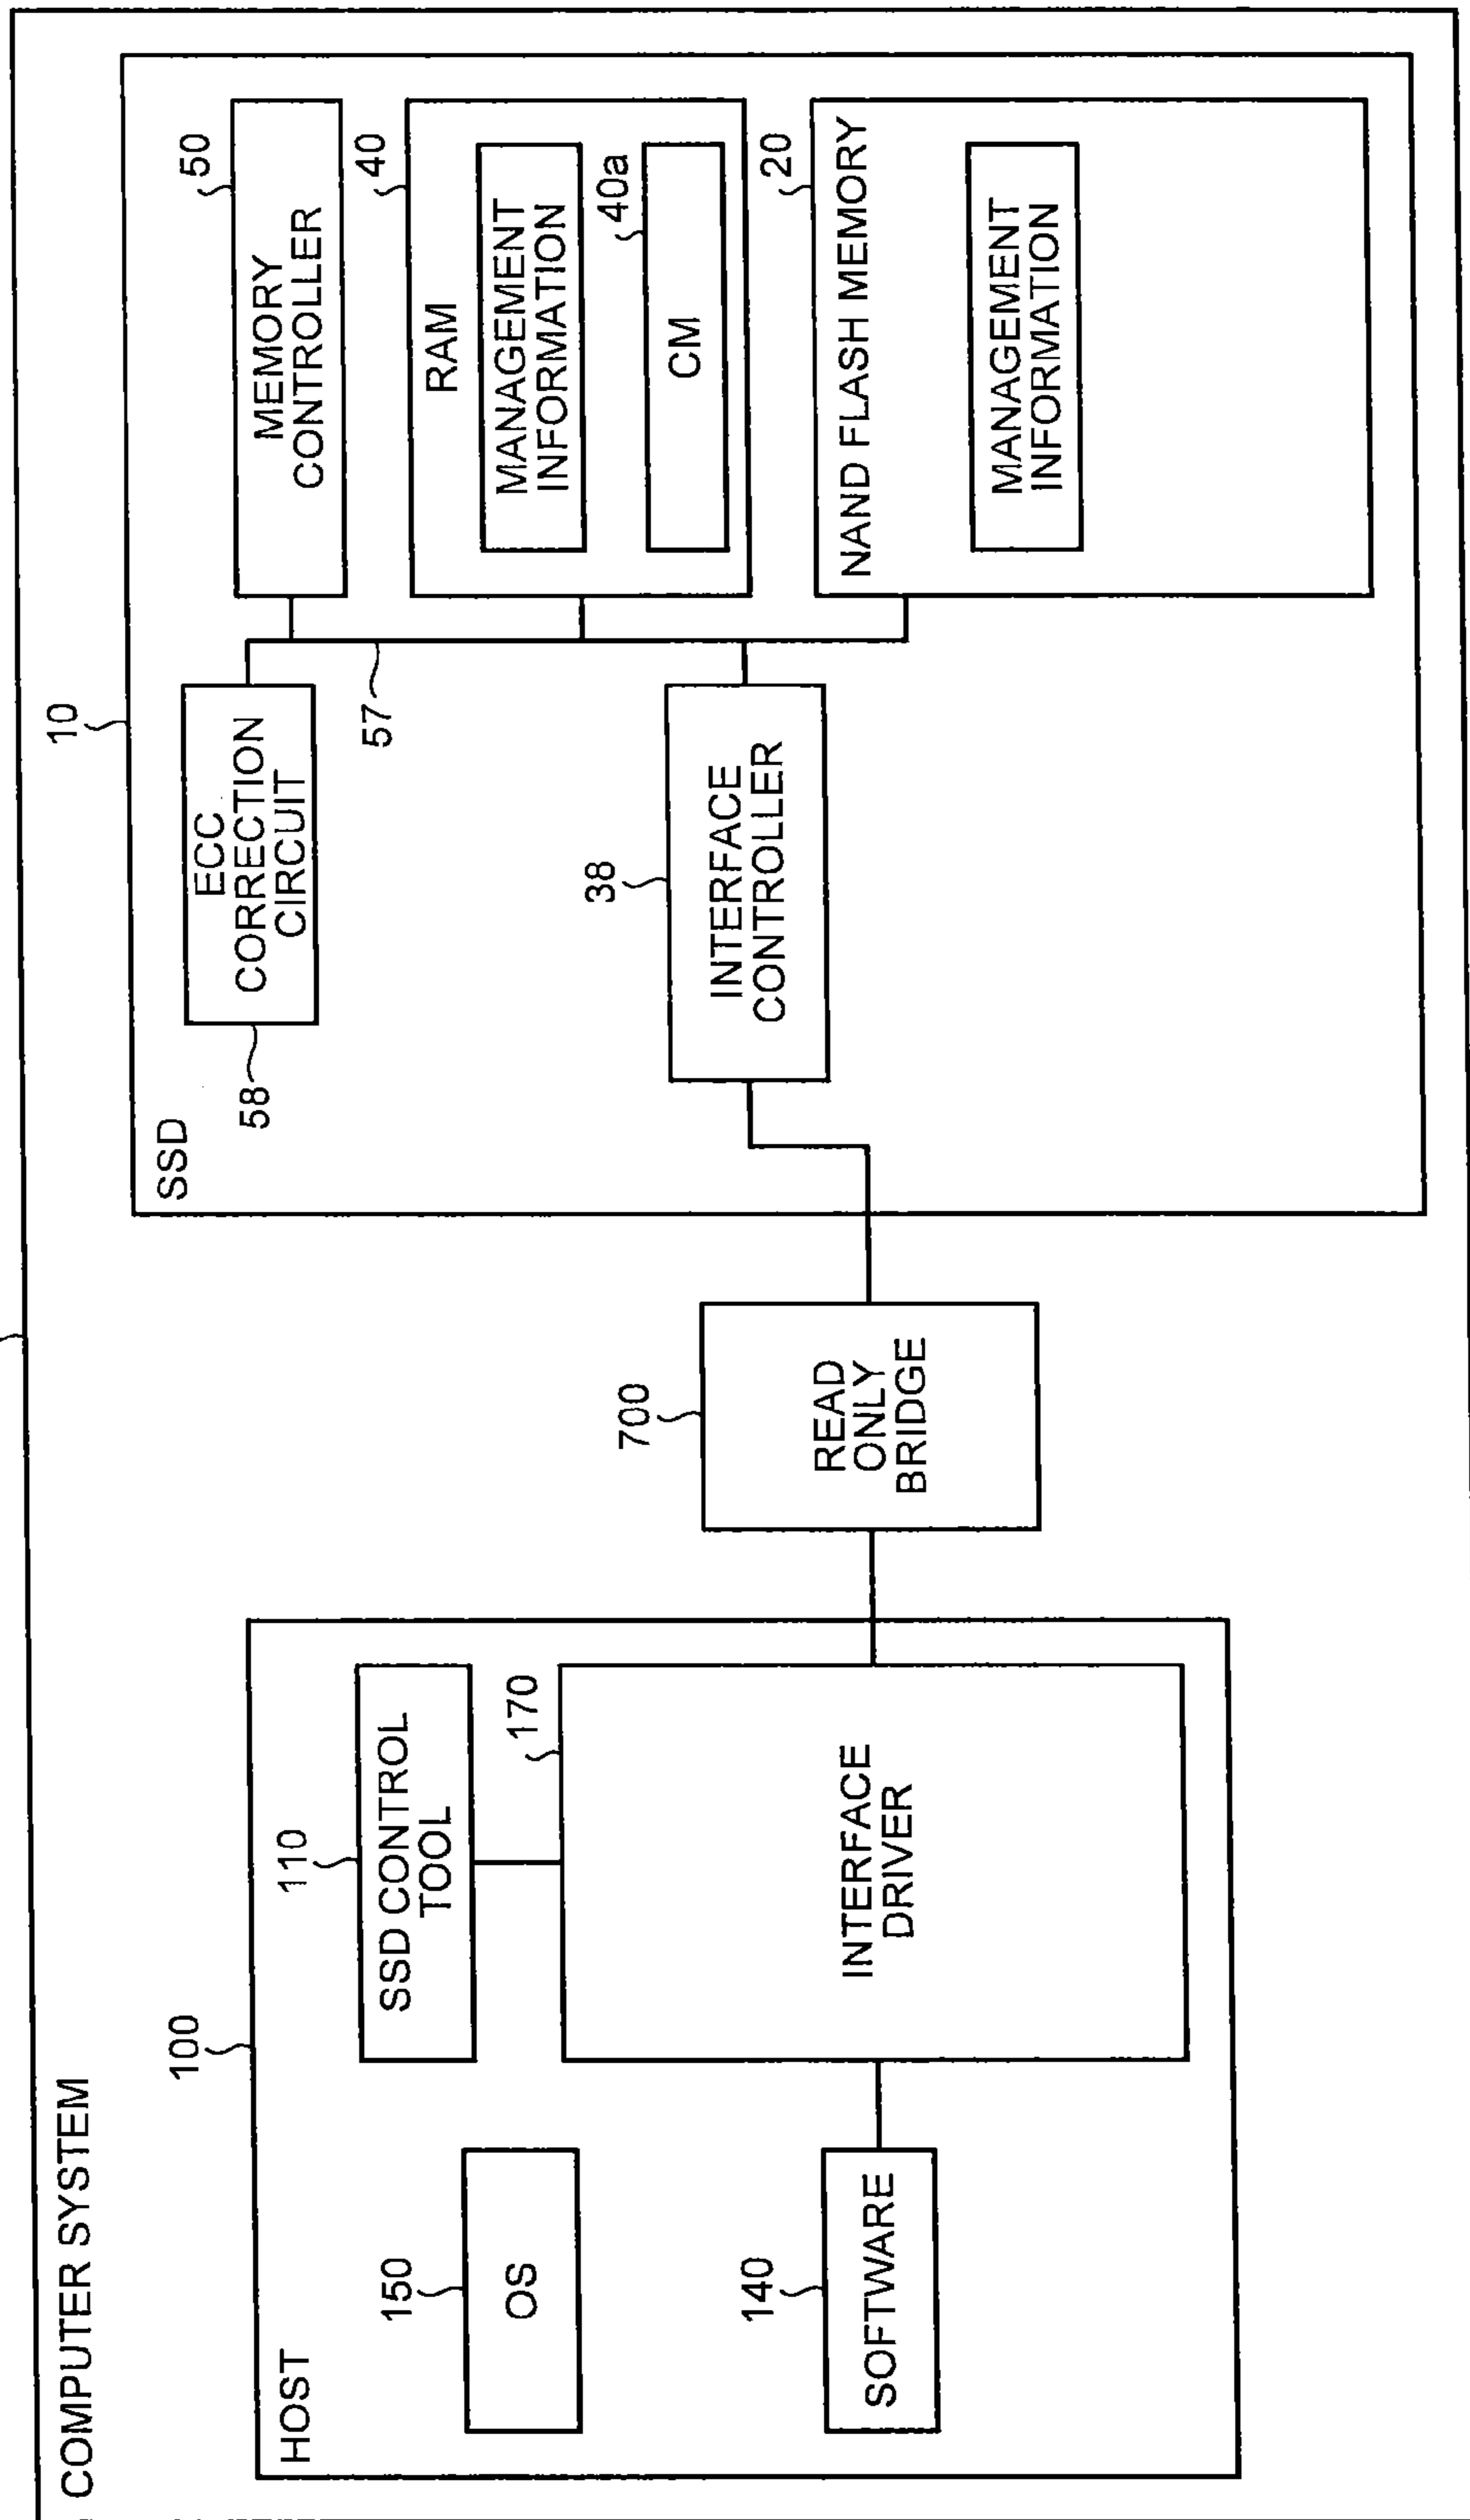 COMPUTER SYSTEM
HOST
100
150
OS
140
SOFTWARE
110
SSD CONTROL
TOOL
170
INTERFACE
DRIVER
700
READ
ONLY
BRIDGE
10
SSD
58
ECC
CORRECTION
CIRCUIT
57
38
INTERFACE
CONTROLLER
50
MEMORY
CONTROLLER
40
RAM
MANAGEMENT
INFORMATION
40a
CM
20
NAND FLASH MEMORY
MANAGEMENT
INFORMATION